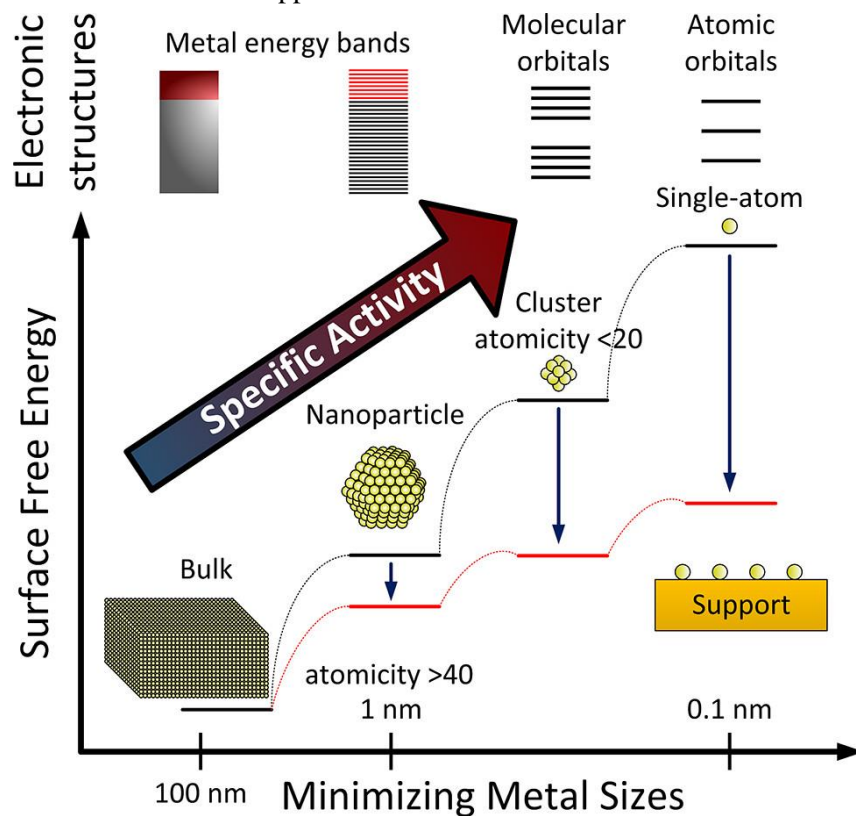 Electronic
structures
Metal energy bands
Molecular
orbitals
Atomic
orbitals
Single-atom
Specific Activity
Cluster
atomicity <20
Nanoparticle
Bulk
Support
atomicity >40
1 nm
0.1 nm
100 nm
Surface Free Energy
Minimizing Metal Sizes